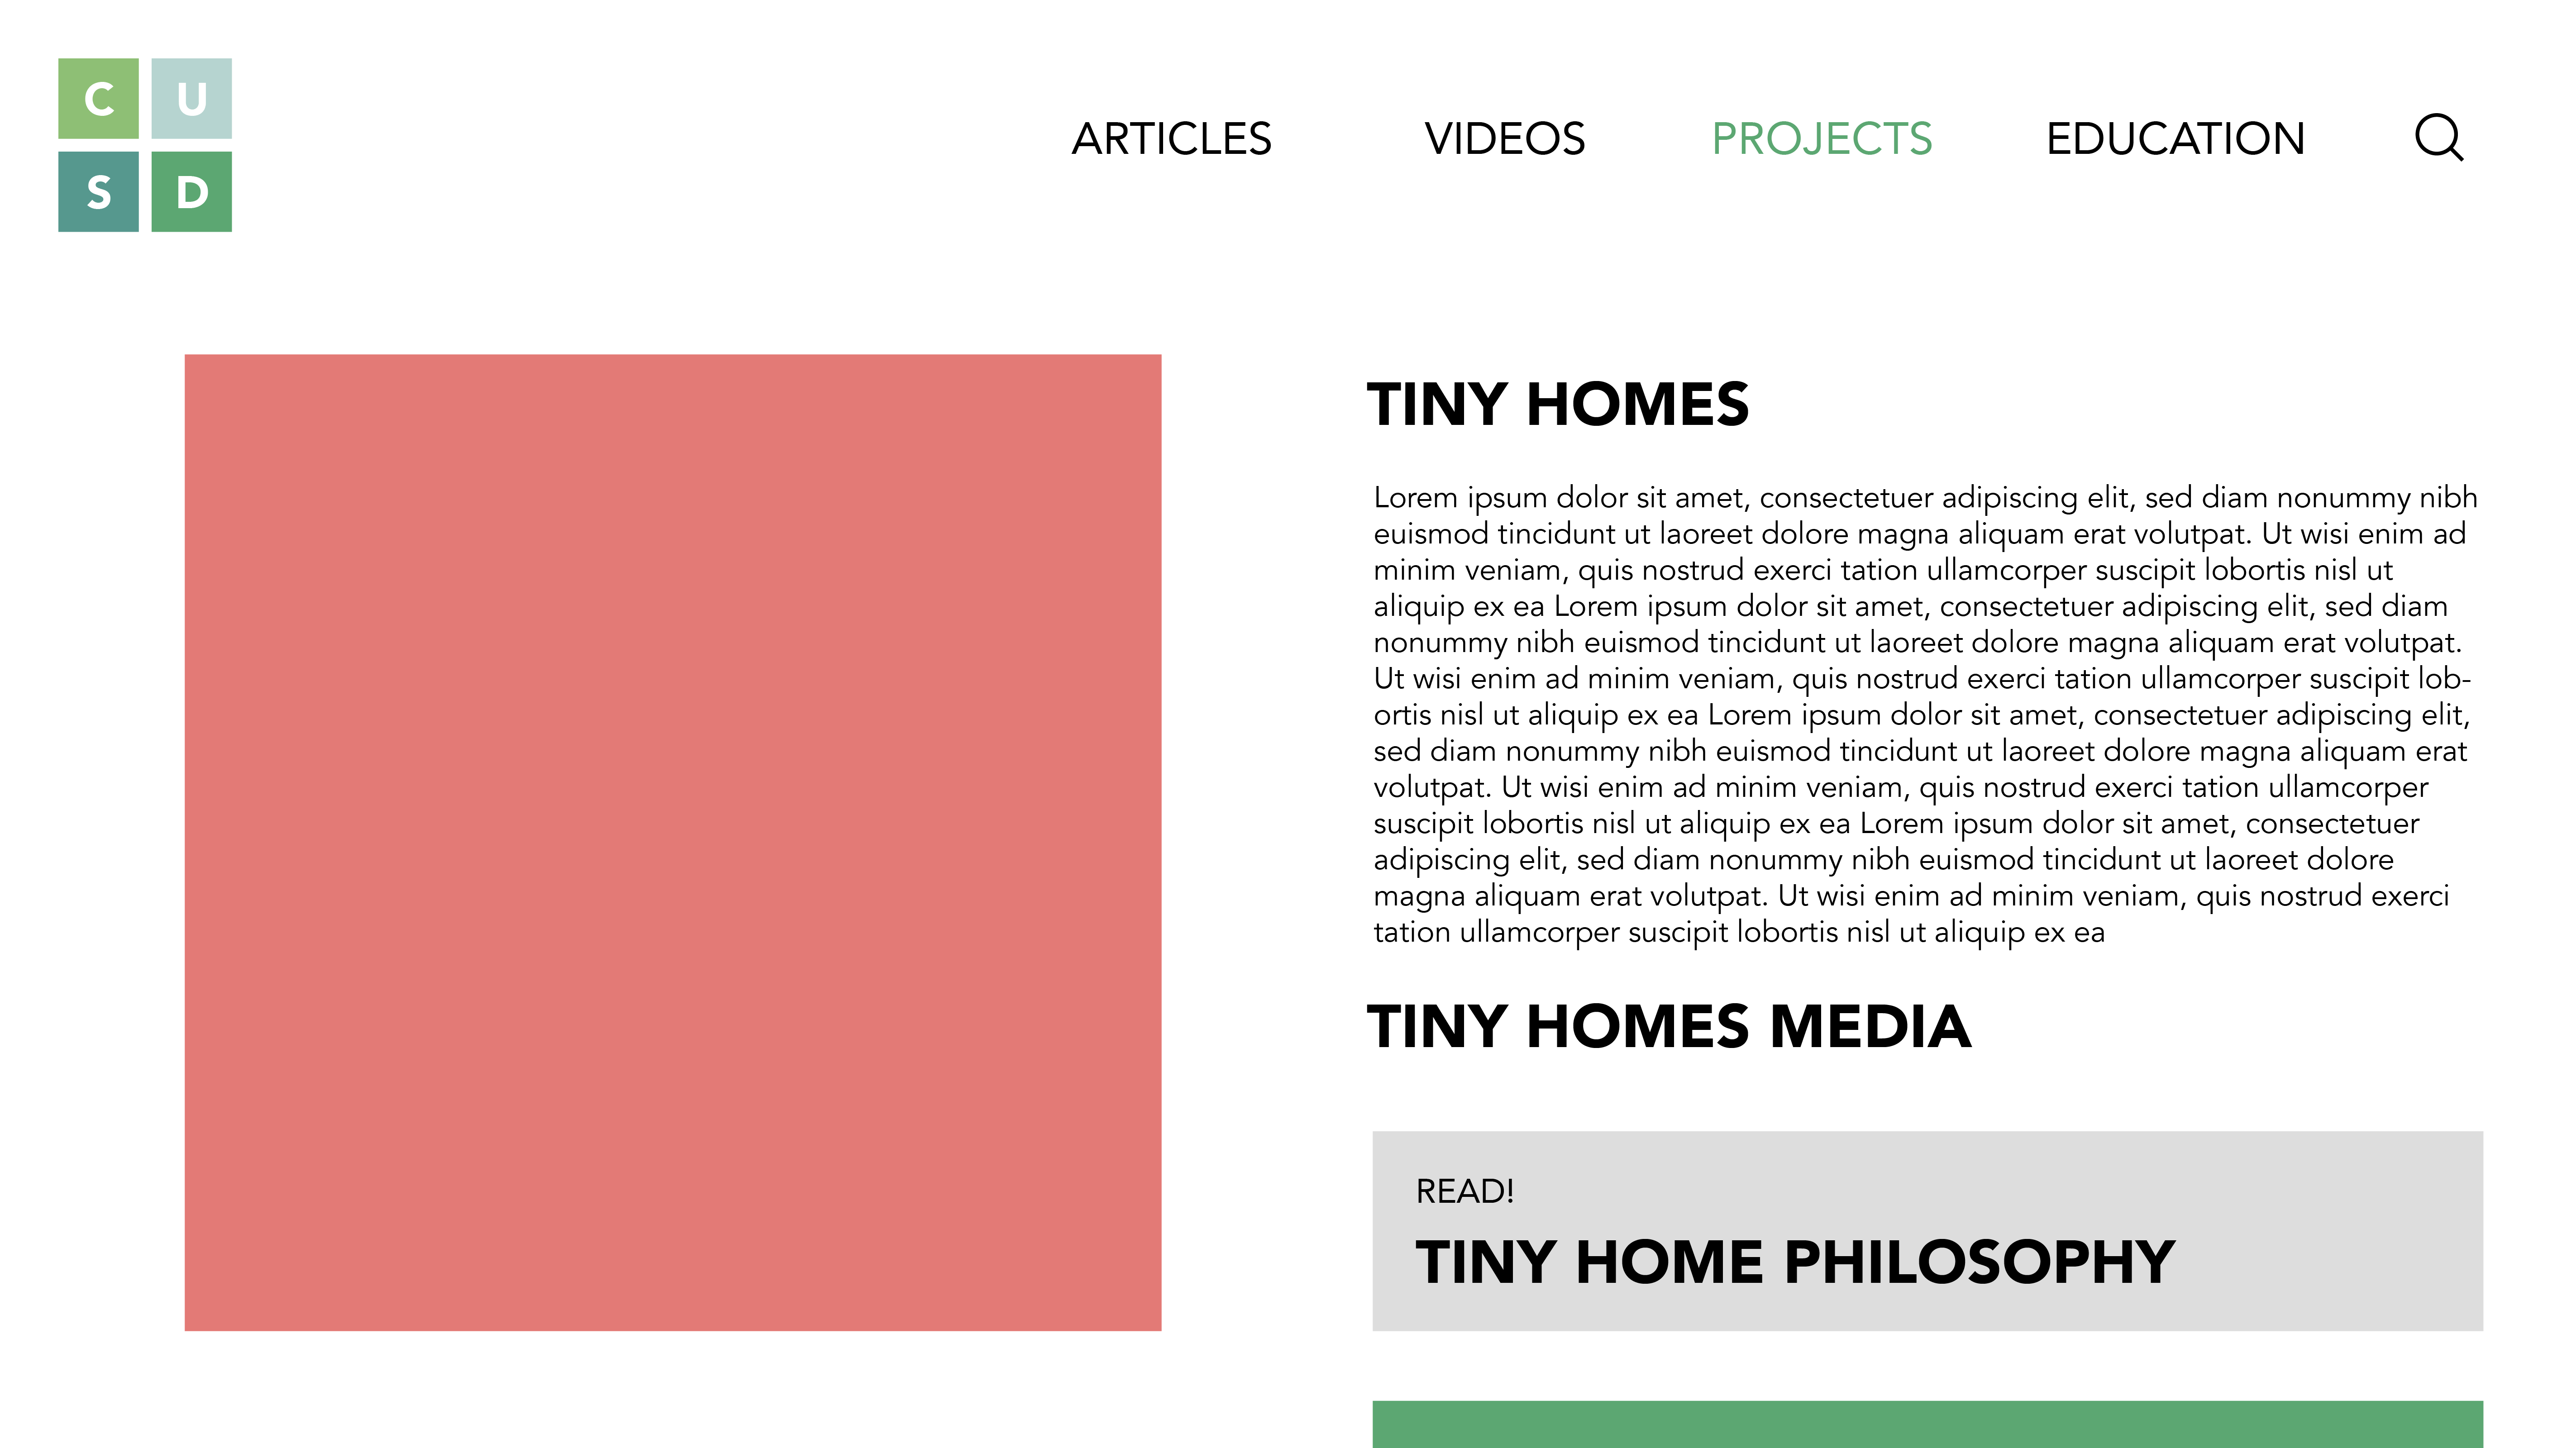 C U
S D
ARTICLES VIDEOS PROJECTS EDUCATION
TINY HOMES
Lorem ipsum dolor sit amet, consectetuer adipiscing elit, sed diam nonummy nibh
euismod tincidunt ut laoreet dolore magna aliquam erat volutpat. Ut wisi enim ad
minim veniam, quis nostrud exerci tation ullamcorper suscipit lobortis nisl ut
aliquip ex ea Lorem ipsum dolor sit amet, consectetuer adipiscing elit, sed diam
nonummy nibh euismod tincidunt ut laoreet dolore magna aliquam erat volutpat.
Ut wisi enim ad minim veniam, quis nostrud exerci tation ullamcorper suscipit lob-
ortis nisl ut aliquip ex ea Lorem ipsum dolor sit amet, consectetuer adipiscing elit,
sed diam nonummy nibh euismod tincidunt ut laoreet dolore magna aliquam erat
volutpat. Ut wisi enim ad minim veniam, quis nostrud exerci tation ullamcorper
suscipit lobortis nisl ut aliquip ex ea Lorem ipsum dolor sit amet, consectetuer
adipiscing elit, sed diam nonummy nibh euismod tincidunt ut laoreet dolore
magna aliquam erat volutpat. Ut wisi enim ad minim veniam, quis nostrud exerci
tation ullamcorper suscipit lobortis nisl ut aliquip ex ea
TINY HOMES MEDIA
READ!
TINY HOME PHILOSOPHY